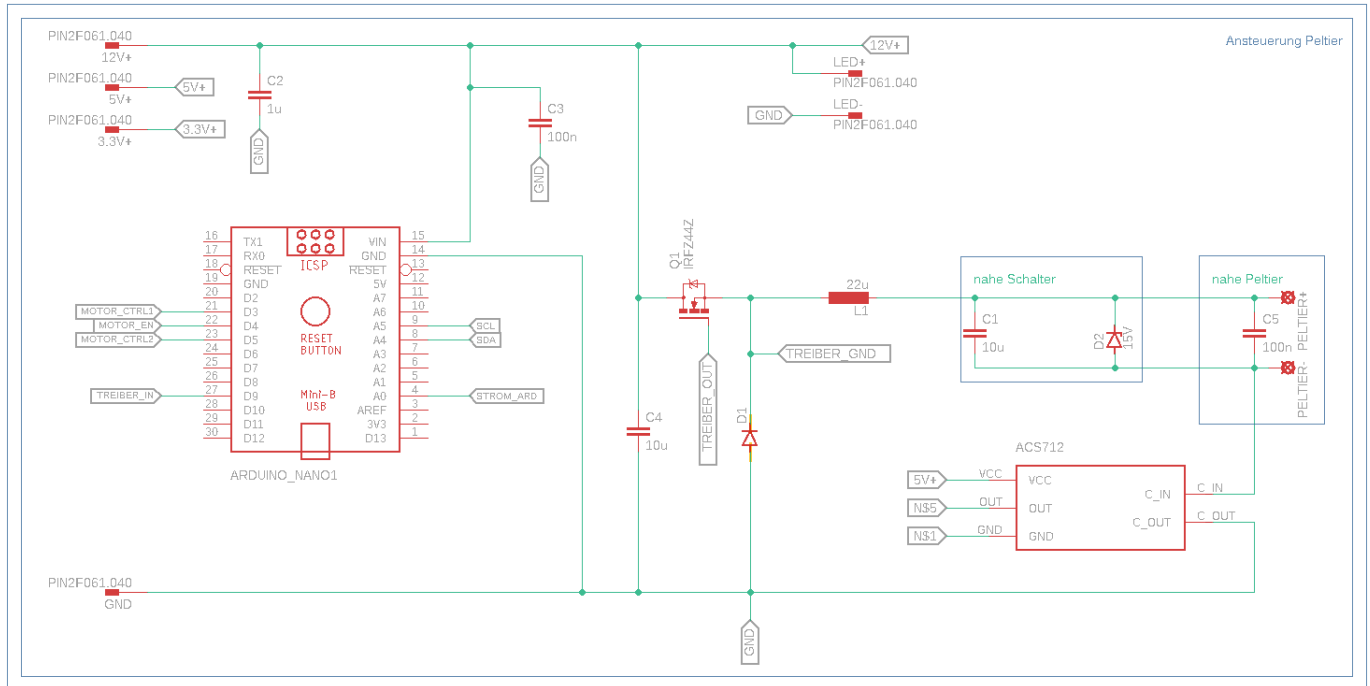 Ansteuerung Peltier
PIN2F061.040
12V+
PIN2F061.040
5V+
5V+
PIN2F061.040
3.3V+
3.3V+
C2
1u
GND
C3
100n
GND
12V+
LED+
PIN2F061.040
LED-
GND
PIN2F061.040
16 TX1 VIN 15
17 RX0 GND 14
18 RESET RESET 13
19 GND 5V 12
20 D2 A7 11
21 D3 A6 10
22 D4 A5 9
23 D5 A4 8
24 D6 A3 7
25 D7 A2 6
26 D8 A1 5
27 D9 A0 4
28 D10 AREF 3
29 D11 3V3 2
30 D12 D13 1
ICSP
RESET
BUTTON
Mini-B
USB
MOTOR_CTRL1
MOTOR_EN
MOTOR_CTRL2
TREIBER_IN
SCL
SDA
STROM_ARD
ARDUINO_NANO1
Q1
IRFZ44Z
TREIBER_OUT
TREIBER_GND
C4
10u
D1
22u
L1
nahe Schalter
C1
10u
D2
15V
nahe Peltier
C5
100n
PELTIER+
PELTIER-
ACS712
5V+ VCC VCC
N$5 OUT OUT
N$1 GND GND
C_IN C_IN
C_OUT C_OUT
PIN2F061.040
GND
GND